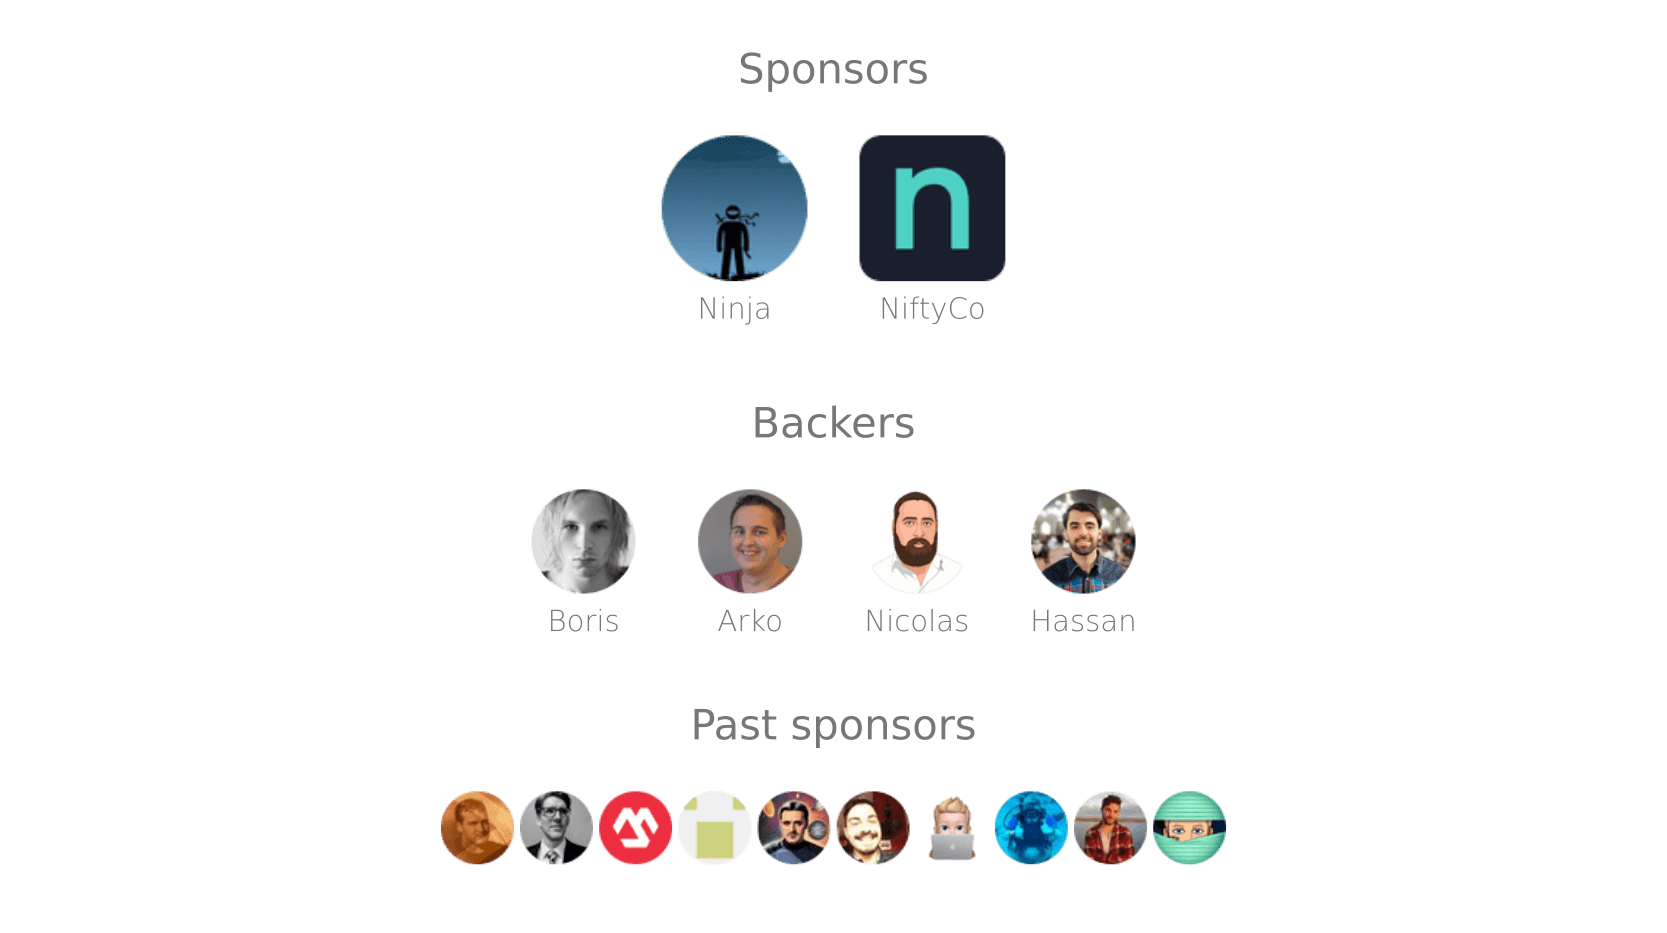 Sponsors
n
Ninja
NiftyCo
Backers
Boris
Arko
Nicolas
Hassan
Past sponsors